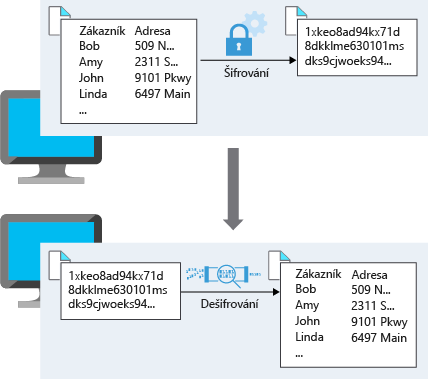 Zákazník Adresa
Bob 509 N...
Amy 2311 S...
John 9101 Pkwy
Linda 6497 Main
...
Šifrování
1xkeo8ad94kx71d
8dkklme630101ms
dks9cjwoeks94...
1xkeo8ad94kx71d
8dkklme630101ms
dks9cjwoeks94...
Dešifrování
Zákazník Adresa
Bob 509 N...
Amy 2311 S...
John 9101 Pkwy
Linda 6497 Main
...